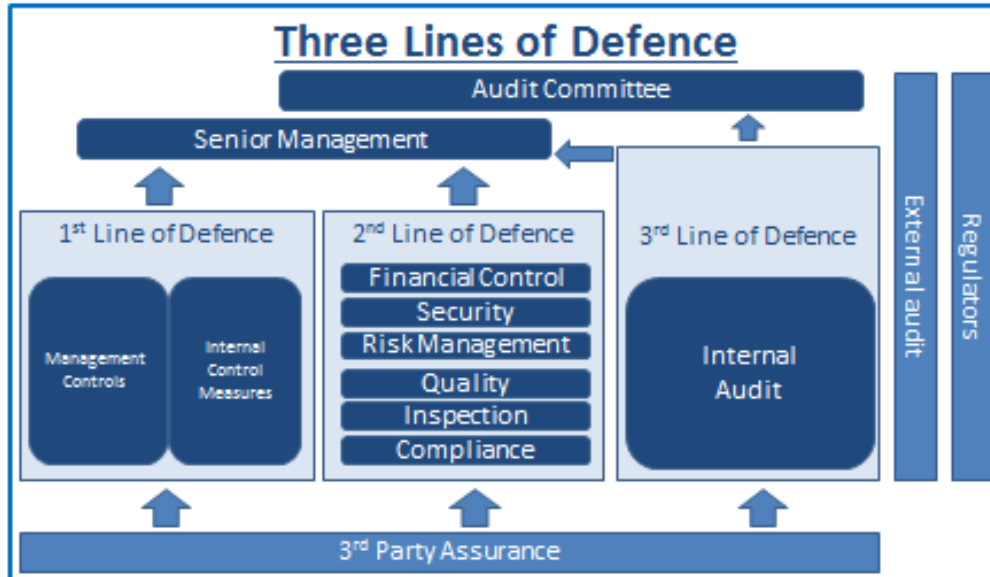 Three Lines of Defence
Audit Committee
Senior Management
1st Line of Defence
Management
Controls
Internal
Control
Measures
2nd Line of Defence
Financial Control
Security
Risk Management
Quality
Inspection
Compliance
3rd Line of Defence
Internal
Audit
External audit
Regulators
3rd Party Assurance